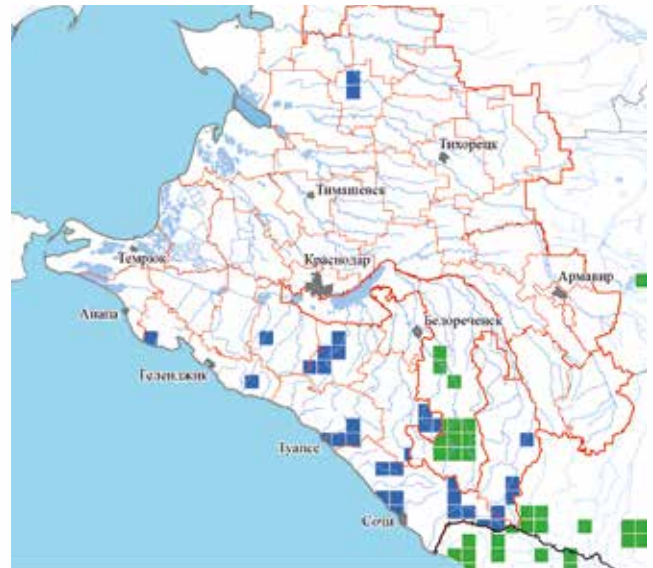 Тихорецк
Тимашевск
Темрюк
Краснодар
Армавир
Анапа
Белореченск
Геленджик
Туапсе
Сочи